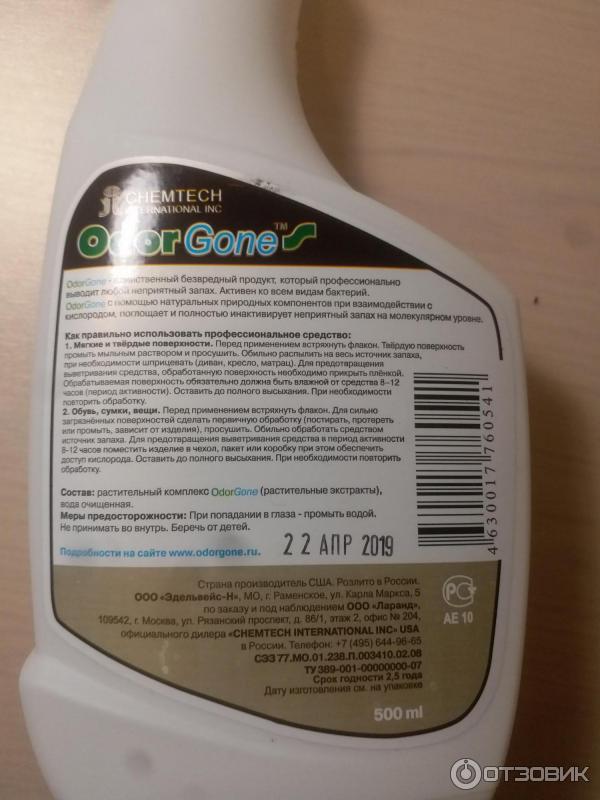 CHEMTECH
INTERNATIONAL INC
OdorGone™ S
OdorGone - качественный безвредный продукт, который профессионально
выводит любой неприятный запах. Активен ко всем видам бактерий.
OdorGone с помощью натуральных природных компонентов при взаимодействии с
кислородом, поглощает и полностью инактивирует неприятный запах на молекулярном уровне.
Как правильно использовать профессиональное средство:
1. Мягкие и твёрдые поверхности. Перед применением встряхнуть флакон. Твёрдую поверхность
промыть мыльным раствором и просушить. Обильно распылить на весь источник запаха,
при необходимости шприцевать (диван, кресло, матрац). Для предотвращения
выветривания средства, обработанную поверхность необходимо прикрыть плёнкой.
Обрабатываемая поверхность обязательно должна быть влажной от средства 8–12
часов (период активности). Оставить до полного высыхания. При необходимости
повторить обработку.
2. Обувь, сумки, вещи. Перед применением встряхнуть флакон. Для сильно
загрязнённых поверхностей сделать первичную обработку (постирать, протереть
или промыть, зависит от изделия), просушить. Обильно обработать средством
источник запаха. Для предотвращения выветривания средства в период активности
8-12 часов поместить изделие в чехол, пакет или коробку при этом обеспечить
доступ кислорода. Оставить до полного высыхания. При необходимости повторить
обработку.
Состав: растительный комплекс OdorGone (растительные экстракты),
вода очищенная.
Меры предосторожности: При попадании в глаза - промыть водой.
Не принимать во внутрь. Беречь от детей.
Подробности на сайте www.odorgone.ru.
22 АПР 2019
4 630017 760541
Страна производитель США. Розлито в России.
ООО «Эдельвейс-Н», МО, г. Раменское, ул. Карла Маркса, 5
по заказу и под наблюдением ООО «Ларанд»,
109542, г. Москва, ул. Рязанский проспект, д. 86/1, этаж 2, офис № 204,
официального дилера «CHEMTECH INTERNATIONAL INC» USA
в России. Телефон: +7 (495) 644-96-65
СЭЗ 77.МО.01.238.П.003410.02.08
ТУ 389-001-00000000-07
Срок годности 2,5 года
Дату изготовления см. на упаковке
РСТ
АЕ 10
500 ml
ОТЗОВИК